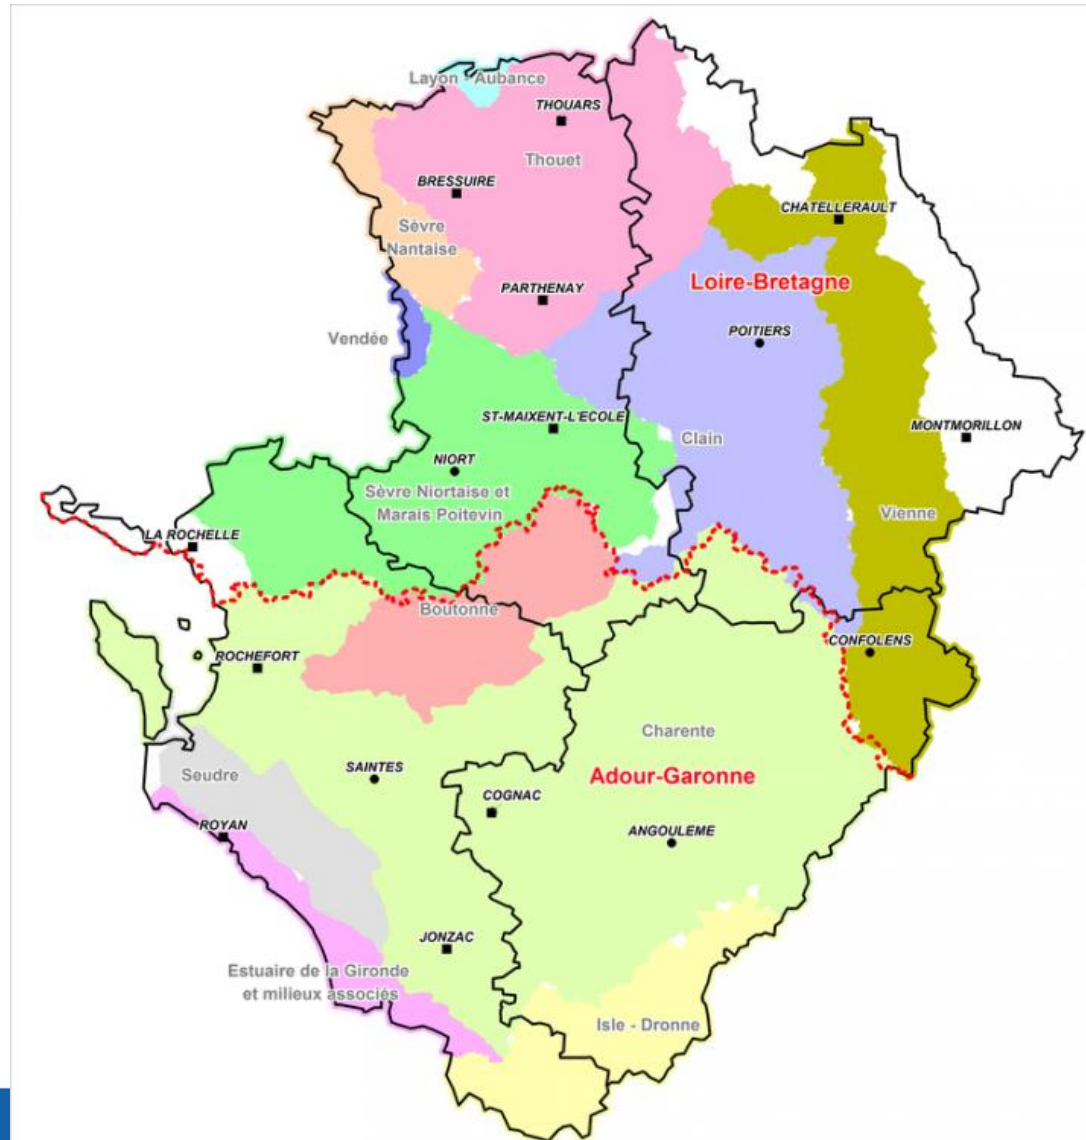 Layon - Aubance
THOUARS
Thouet
BRESSUIRE
CHATELLERAULT
Sèvre
Nantaise
Loire-Bretagne
PARTHENAY
Vendée
POITIERS
ST-MAIXENT-L'ECOLE
MONTMORILLON
Clain
NIORT
Sèvre Niortaise et
Marais Poitevin
Vienne
LA ROCHELLE
Boutonne
CONFOLENS
ROCHEFORT
Charente
Seudre
SAINTES
Adour-Garonne
COGNAC
ROYAN
ANGOULEME
JONZAC
Estuaire de la Gironde
et milieux associés
Isle - Dronne